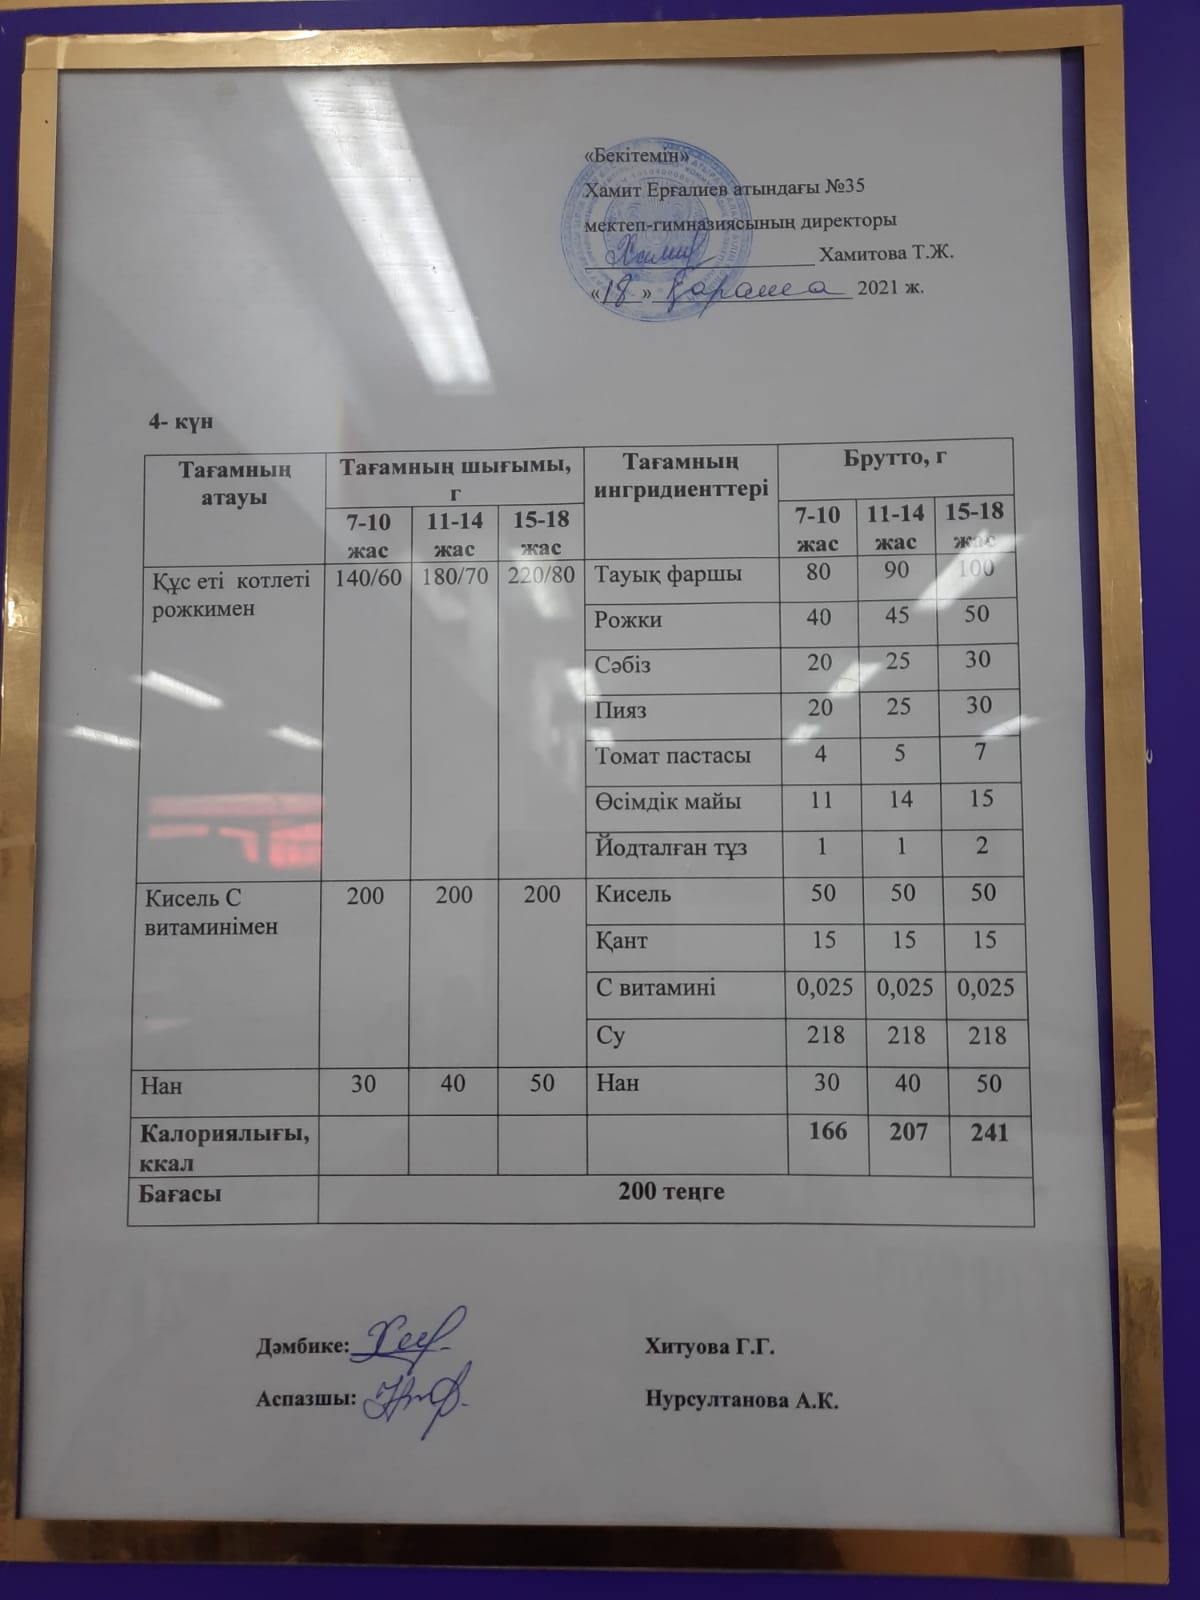 «Бекітемін»
Хамит Ерғалиев атындағы №35
мектеп-гимназиясының директоры
Хамитова Т.Ж.
«18» қараша 2021 ж.
4- күн
Тағамның атауы Тағамның шығымы, г Тағамның ингридиенттері Брутто, г
7-10 жас 11-14 жас 15-18 жас 7-10 жас 11-14 жас 15-18 жас
Құс еті котлеті рожкимен 140/60 180/70 220/80 Тауық фаршы 80 90 100
Рожки 40 45 50
Сәбіз 20 25 30
Пияз 20 25 30
Томат пастасы 4 5 7
Өсімдік майы 11 14 15
Йодталған тұз 1 1 2
Кисель С витаминімен 200 200 200 Кисель 50 50 50
Қант 15 15 15
С витамині 0,025 0,025 0,025
Су 218 218 218
Нан 30 40 50 Нан 30 40 50
Калориялығы, ккал 166 207 241
Бағасы 200 теңге
Дәмбике: Хитуова Г.Г.
Аспазшы: Нурсултанова А.К.